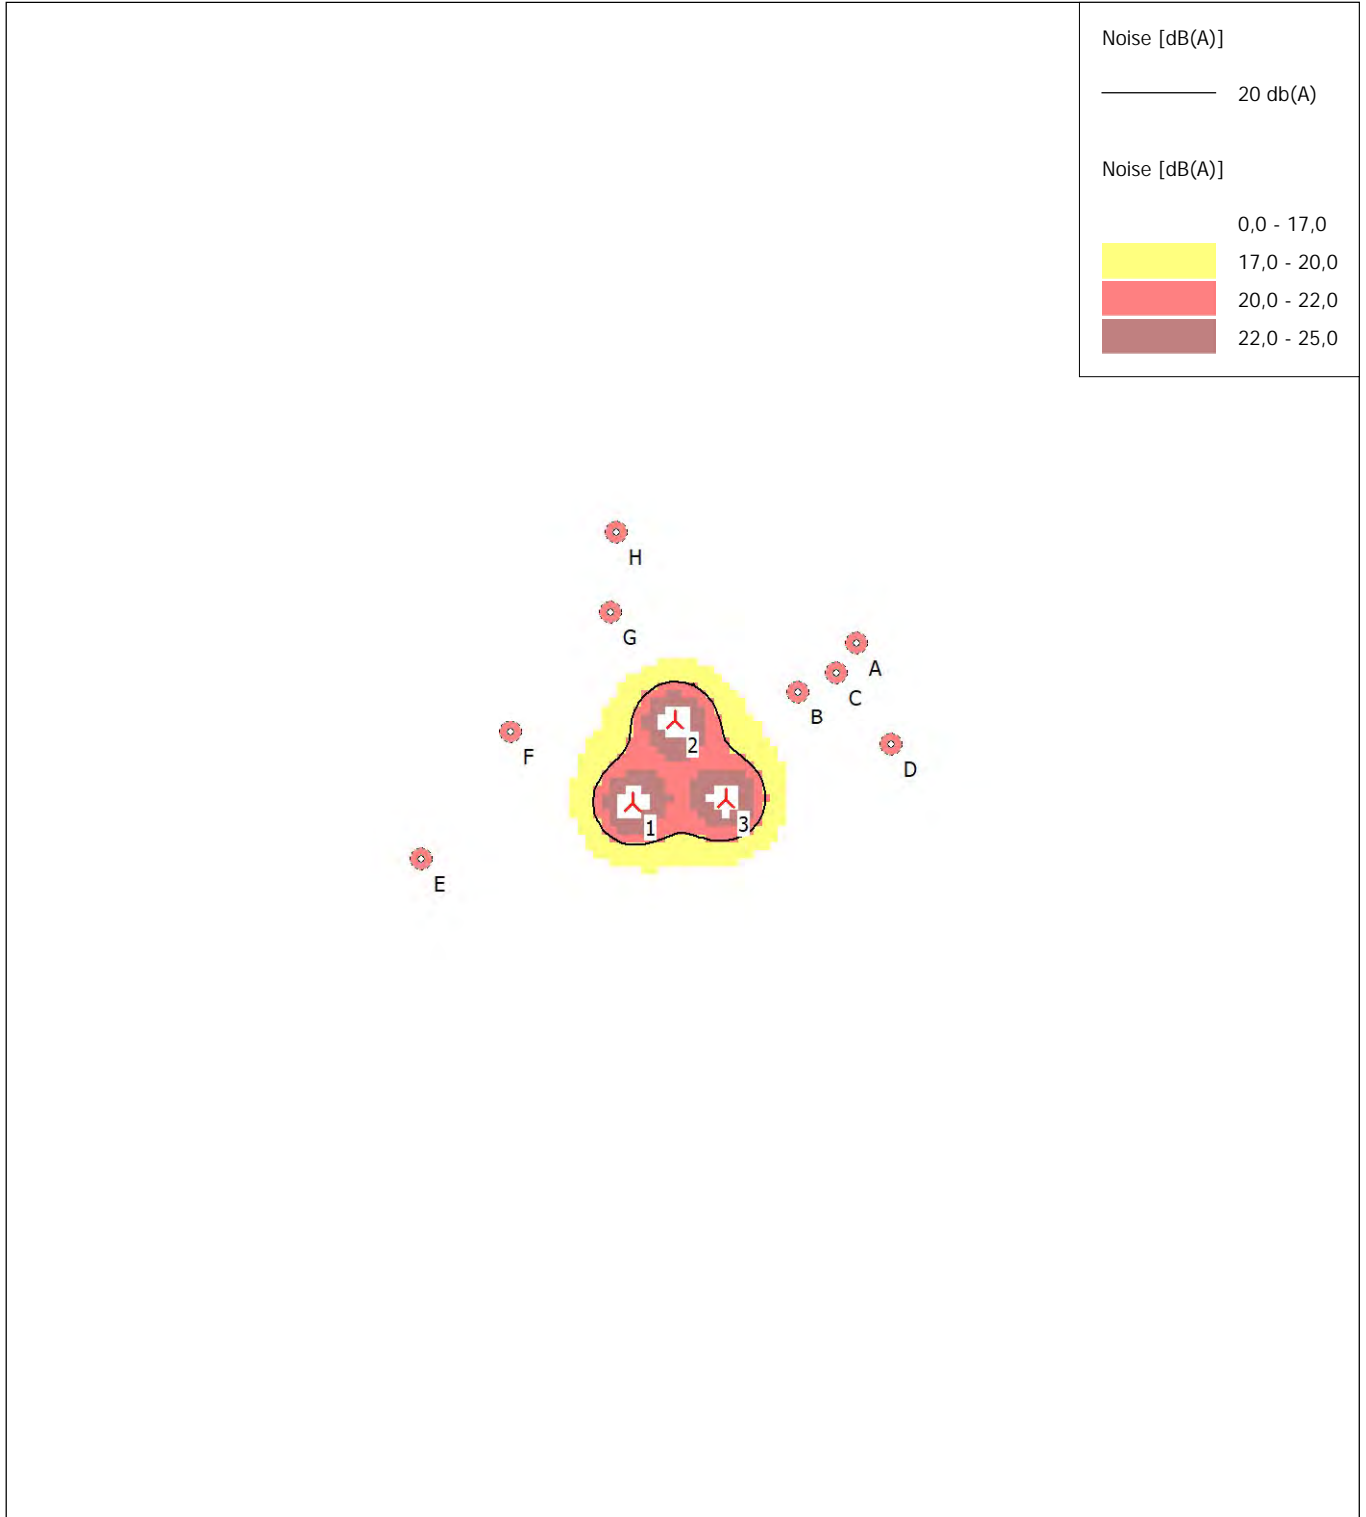 Noise [dB(A)]
20 db(A)
Noise [dB(A)]
0,0 - 17,0
17,0 - 20,0
20,0 - 22,0
22,0 - 25,0
H
G
A
C
B
F
2
D
1
3
E